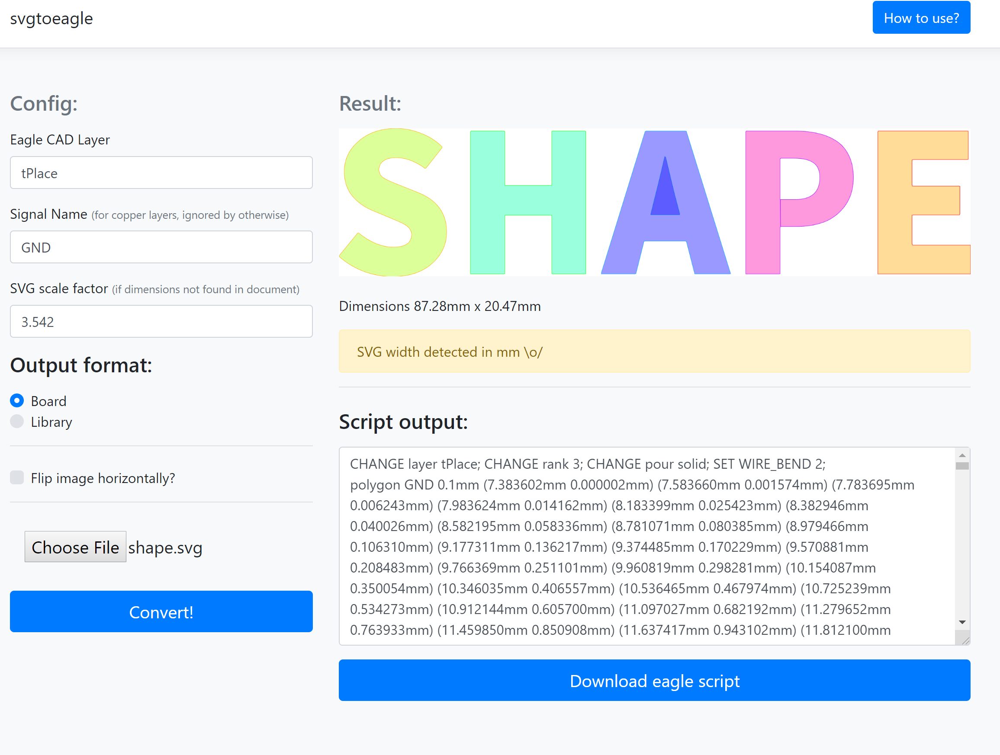 svgtoeagle
How to use?
Config:
Eagle CAD Layer
tPlace
Signal Name (for copper layers, ignored by otherwise)
GND
SVG scale factor (if dimensions not found in document)
3.542
Output format:
Board
Library
Flip image horizontally?
Choose File shape.svg
Convert!
Result:
SHAPE
Dimensions 87.28mm x 20.47mm
SVG width detected in mm \o/
Script output:
CHANGE layer tPlace; CHANGE rank 3; CHANGE pour solid; SET WIRE_BEND 2;
polygon GND 0.1mm (7.383602mm 0.000002mm) (7.583660mm 0.001574mm) (7.783695mm
0.006243mm) (7.983624mm 0.014162mm) (8.183399mm 0.025423mm) (8.382946mm
0.040026mm) (8.582195mm 0.058336mm) (8.781071mm 0.080385mm) (8.979466mm
0.106310mm) (9.177311mm 0.136217mm) (9.374485mm 0.170229mm) (9.570881mm
0.208483mm) (9.766369mm 0.251101mm) (9.960819mm 0.298281mm) (10.154087mm
0.350054mm) (10.346035mm 0.406557mm) (10.536465mm 0.467974mm) (10.725239mm
0.534273mm) (10.912144mm 0.605700mm) (11.097027mm 0.682192mm) (11.279652mm
0.763933mm) (11.459850mm 0.850908mm) (11.637417mm 0.943102mm) (11.812100mm
Download eagle script